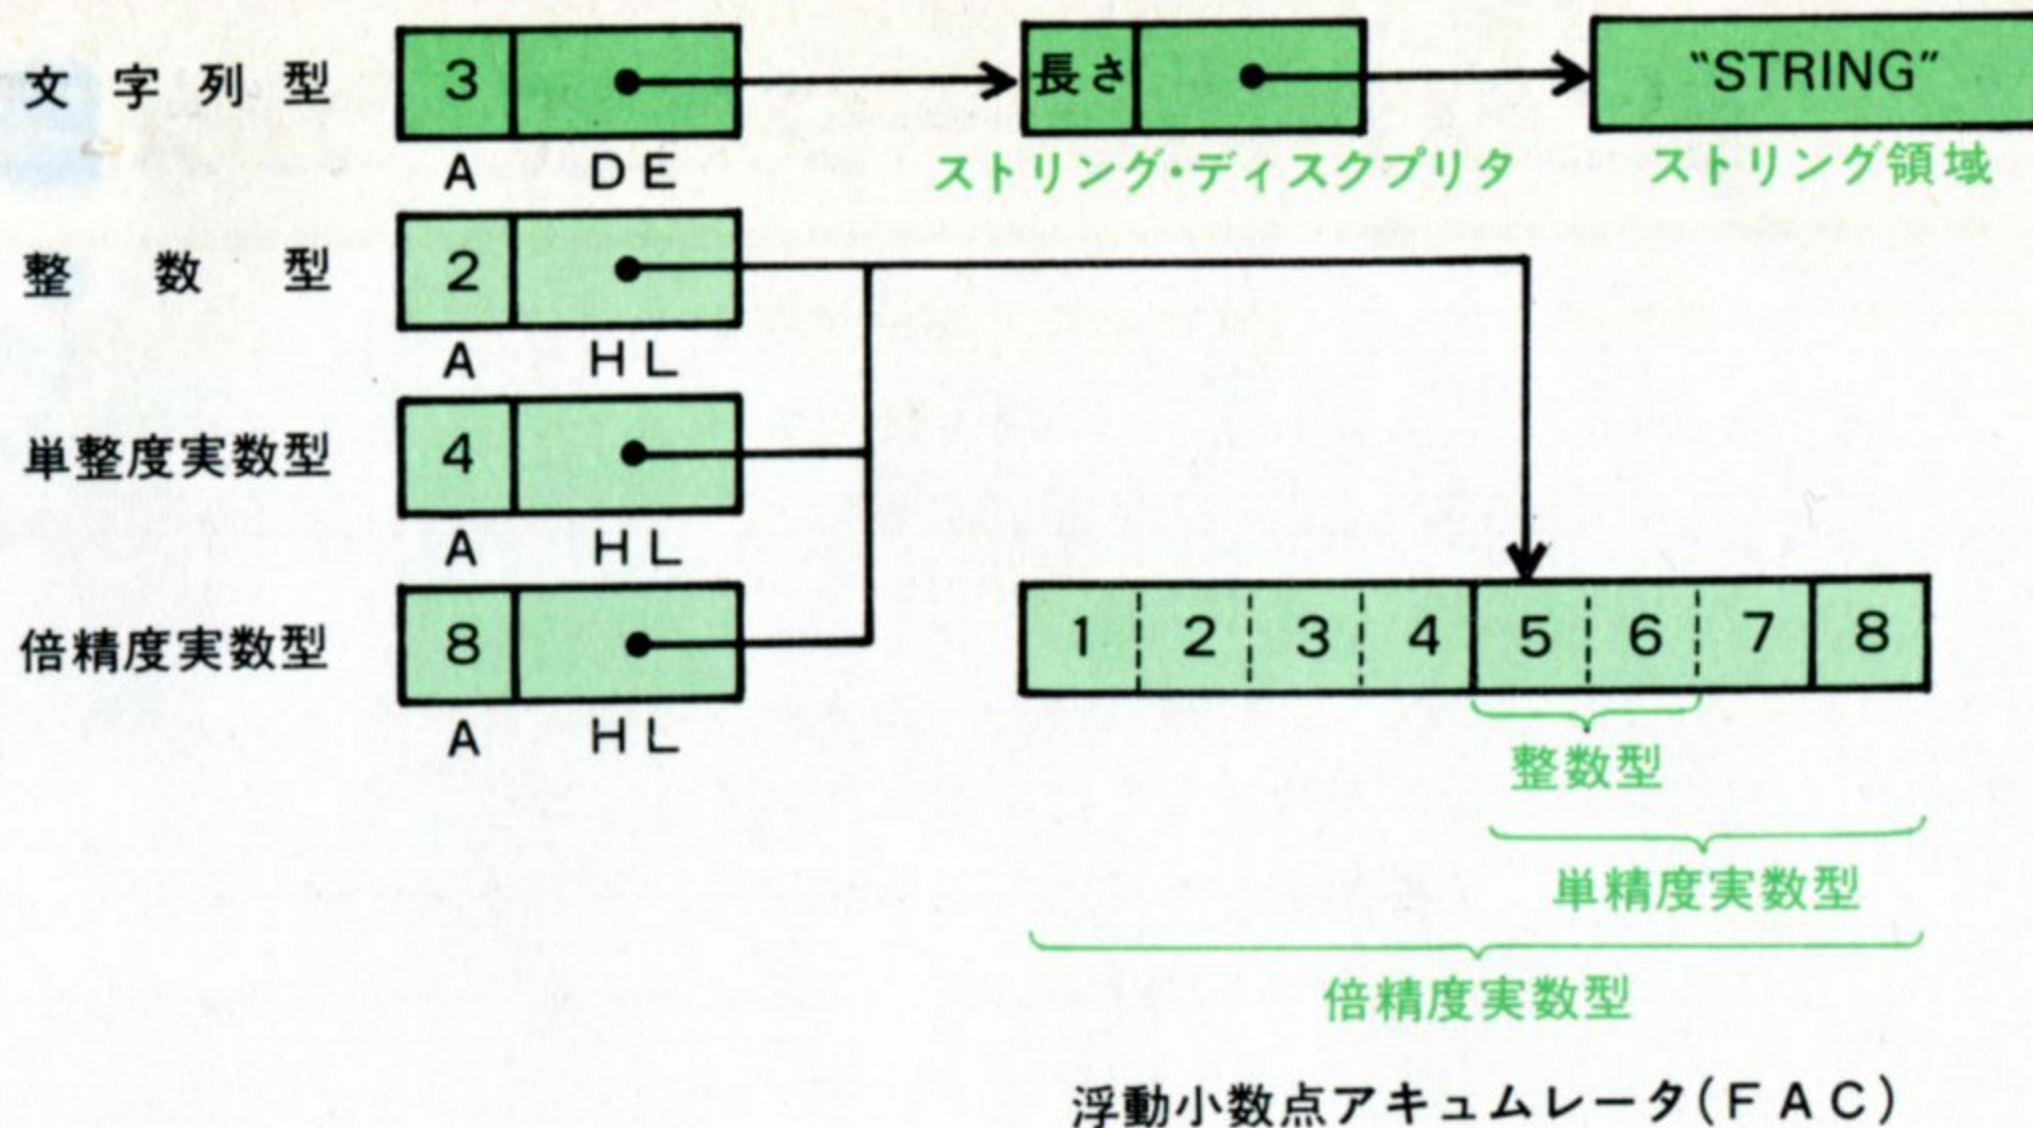 文字列型 3 長さ "STRING"
A DE ストリング・ディスクプリタ ストリング領域
整数型 2
A HL
単整度実数型 4
A HL
倍精度実数型 8 1 2 3 4 5 6 7 8
A HL
整数型
単精度実数型
倍精度実数型
浮動小数点アキュムレータ(FAC)